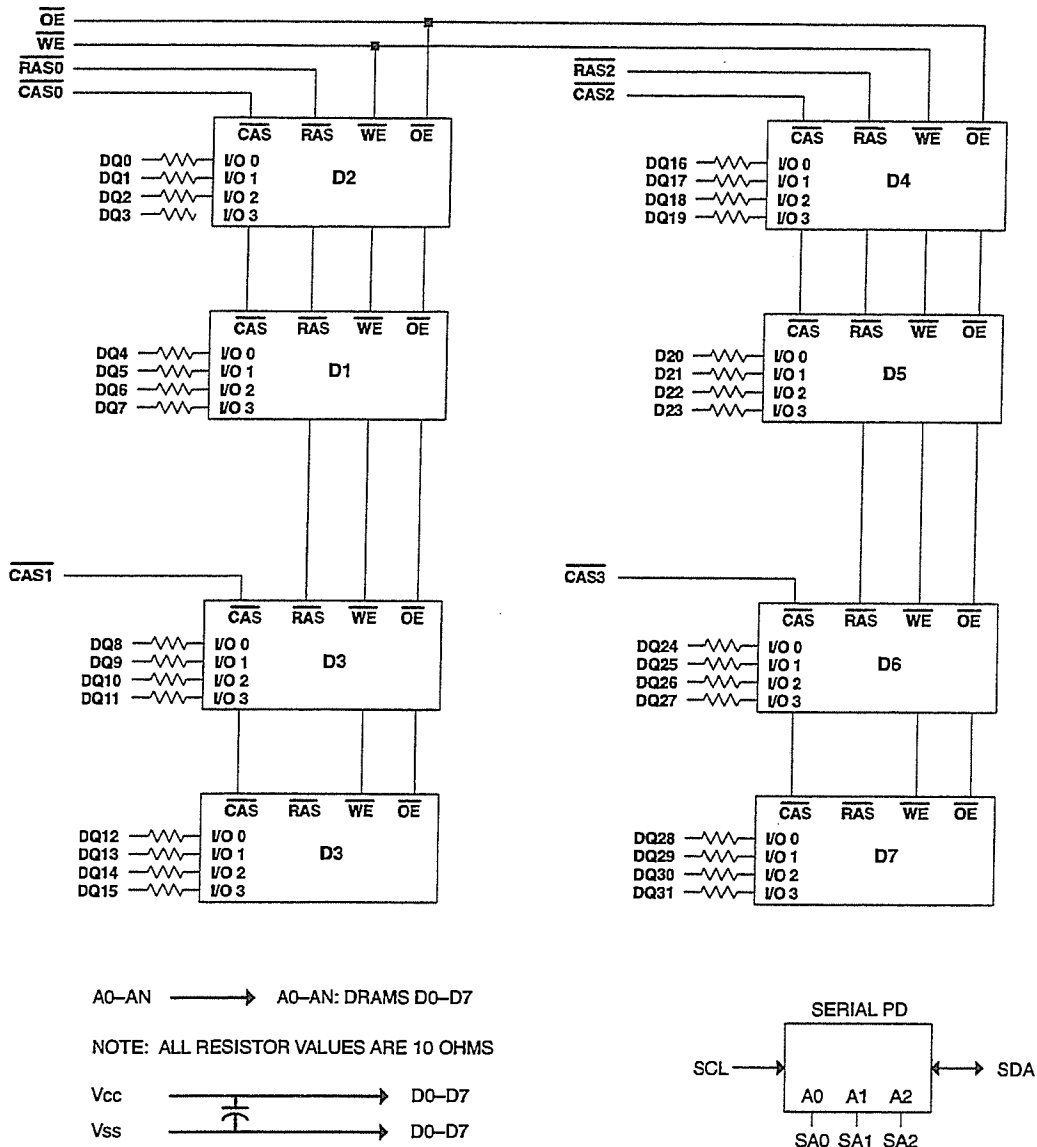 OE
WE
RAS0
CAS0
RAS2
CAS2
CAS RAS WE OE
DQ0 I/O 0
DQ1 I/O 1
DQ2 I/O 2
DQ3 I/O 3
D2
CAS RAS WE OE
DQ16 I/O 0
DQ17 I/O 1
DQ18 I/O 2
DQ19 I/O 3
D4
CAS RAS WE OE
DQ4 I/O 0
DQ5 I/O 1
DQ6 I/O 2
DQ7 I/O 3
D1
CAS RAS WE OE
D20 I/O 0
D21 I/O 1
D22 I/O 2
D23 I/O 3
D5
CAS1
CAS RAS WE OE
DQ8 I/O 0
DQ9 I/O 1
DQ10 I/O 2
DQ11 I/O 3
D3
CAS3
CAS RAS WE OE
DQ24 I/O 0
DQ25 I/O 1
DQ26 I/O 2
DQ27 I/O 3
D6
CAS RAS WE OE
DQ12 I/O 0
DQ13 I/O 1
DQ14 I/O 2
DQ15 I/O 3
D3
CAS RAS WE OE
DQ28 I/O 0
DQ29 I/O 1
DQ30 I/O 2
DQ31 I/O 3
D7
A0–AN A0–AN: DRAMS D0–D7
NOTE: ALL RESISTOR VALUES ARE 10 OHMS
Vcc D0–D7
Vss D0–D7
SERIAL PD
SCL SDA
A0 A1 A2
SA0 SA1 SA2